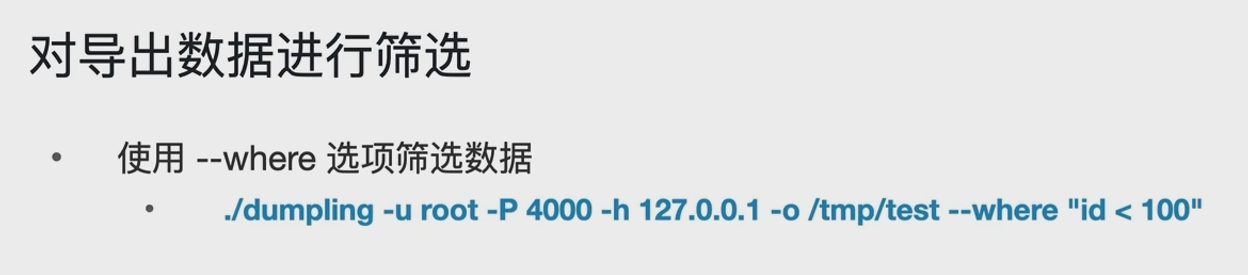 对导出数据进行筛选
• 使用 --where 选项筛选数据
• ./dumpling -u root -P 4000 -h 127.0.0.1 -o /tmp/test --where "id < 100"